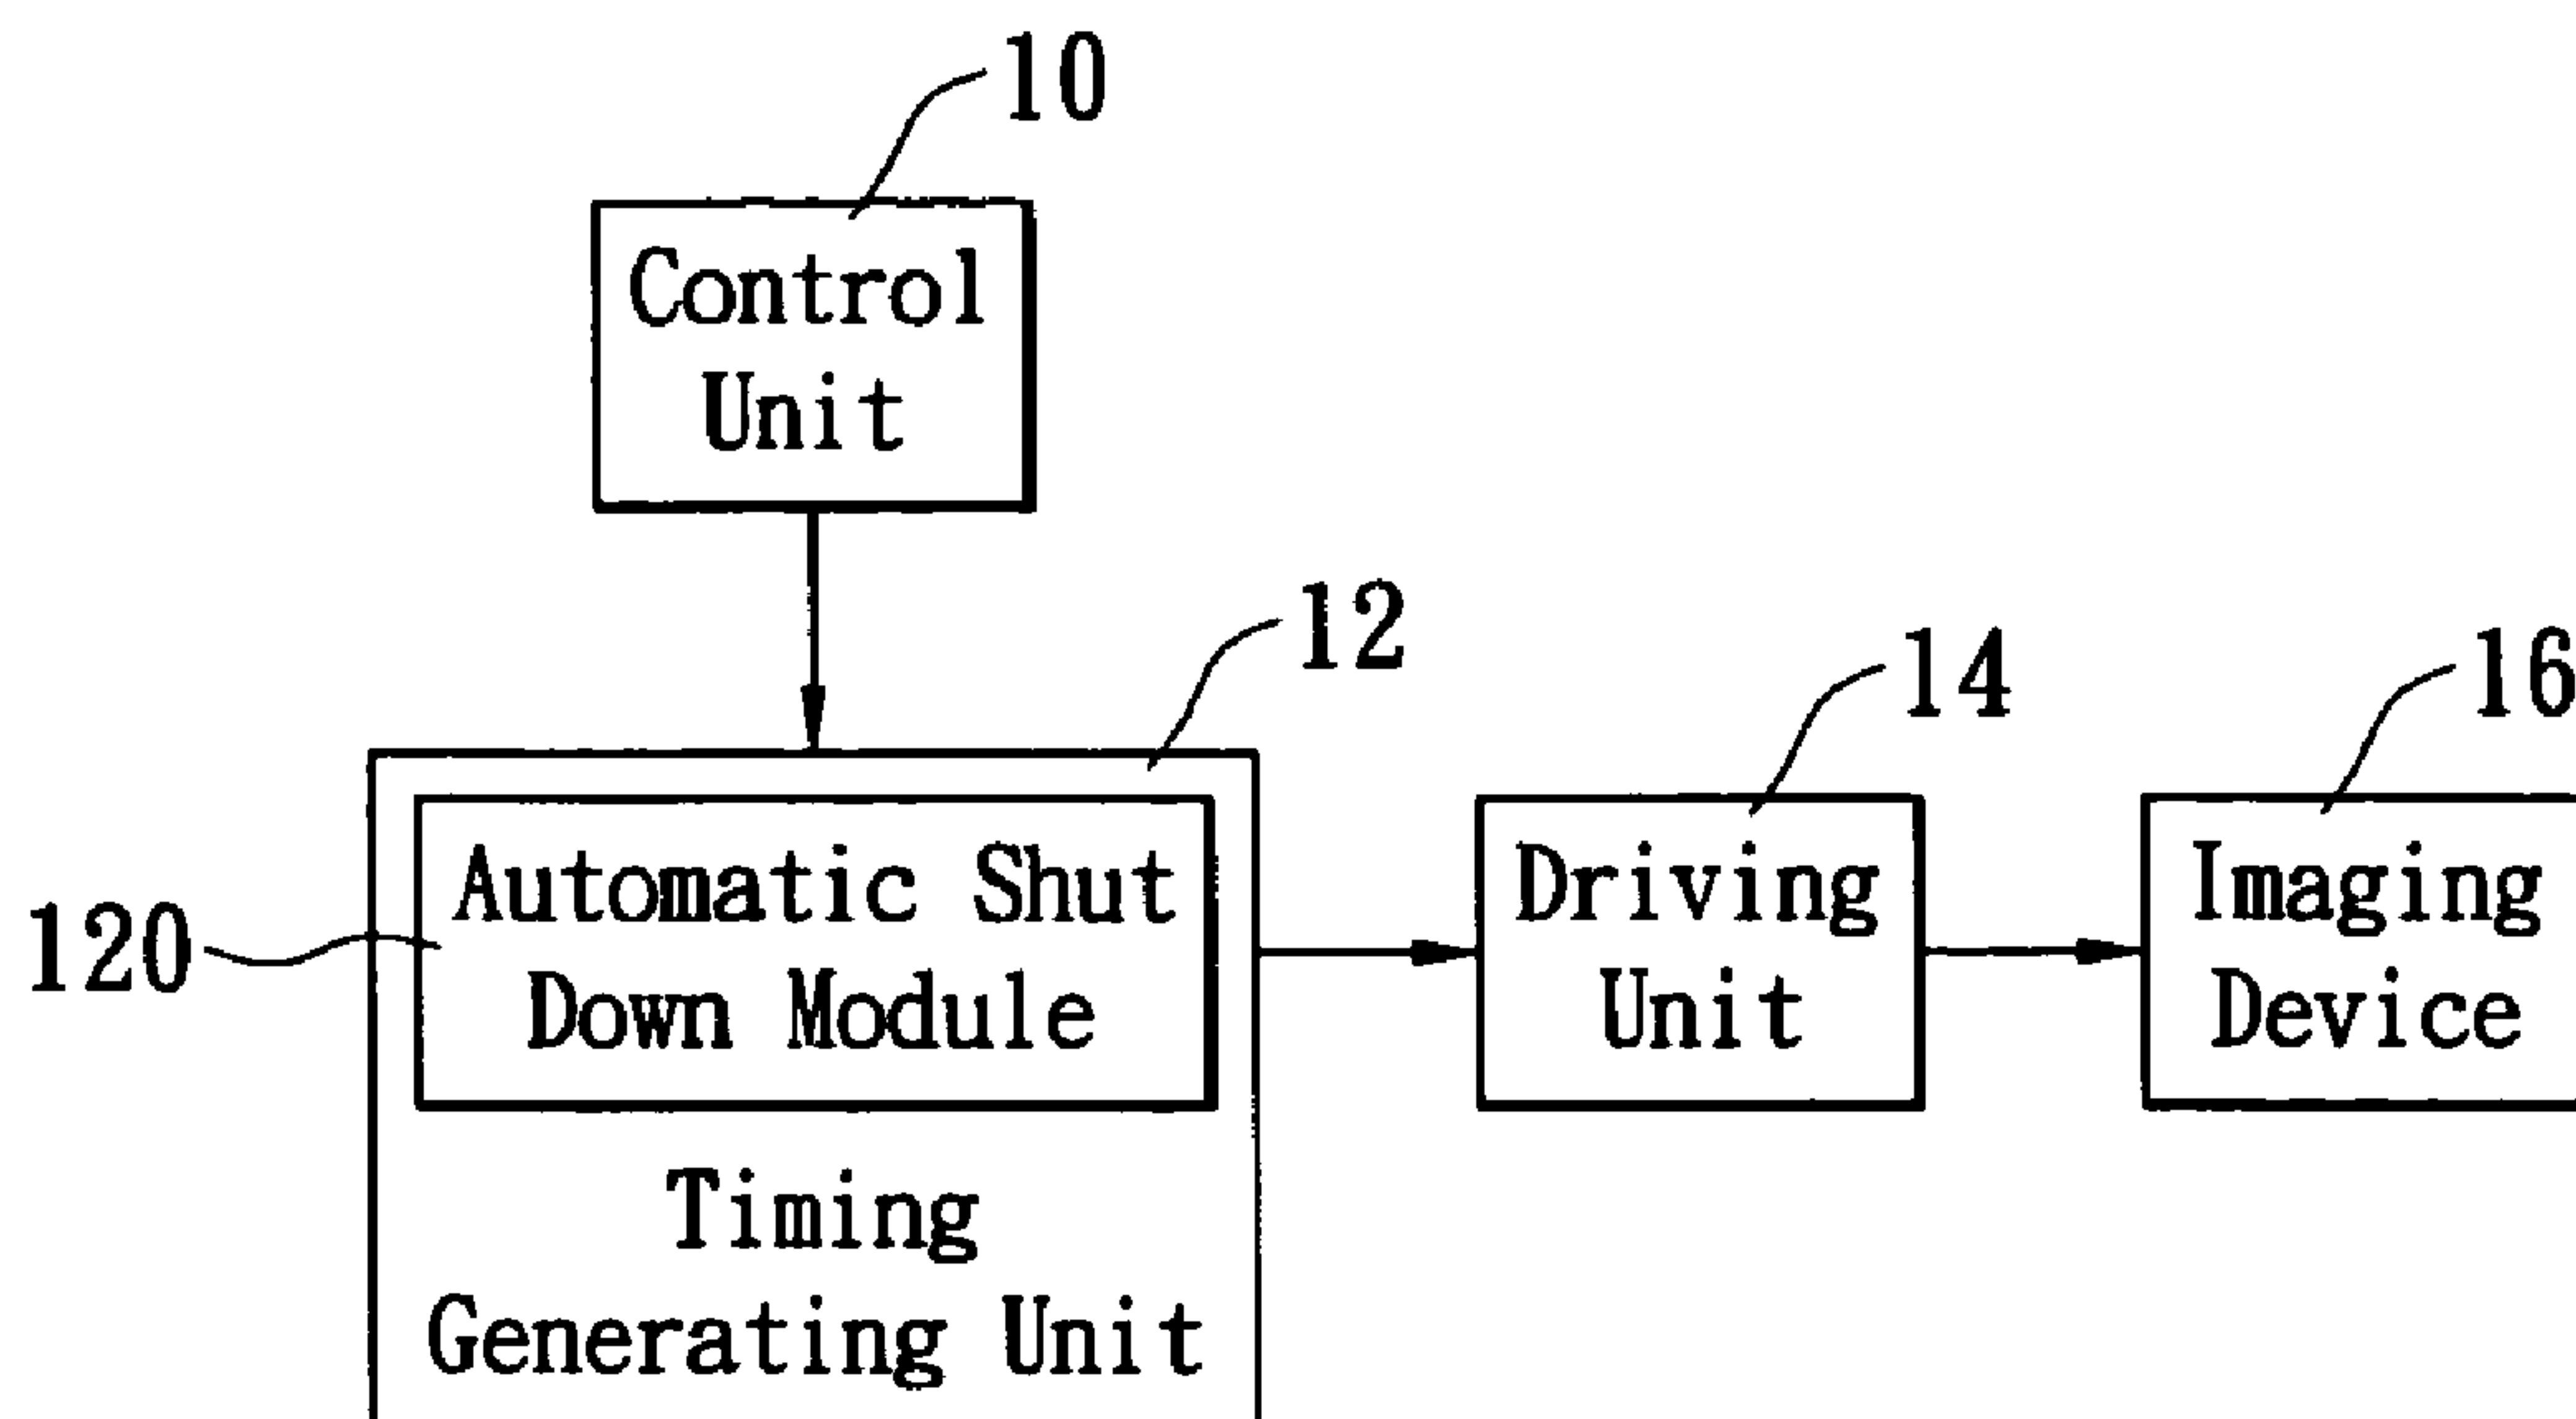 10
Control
Unit
12
14
16
120
Automatic Shut
Down Module
Driving
Unit
Imaging
Device
Timing
Generating Unit